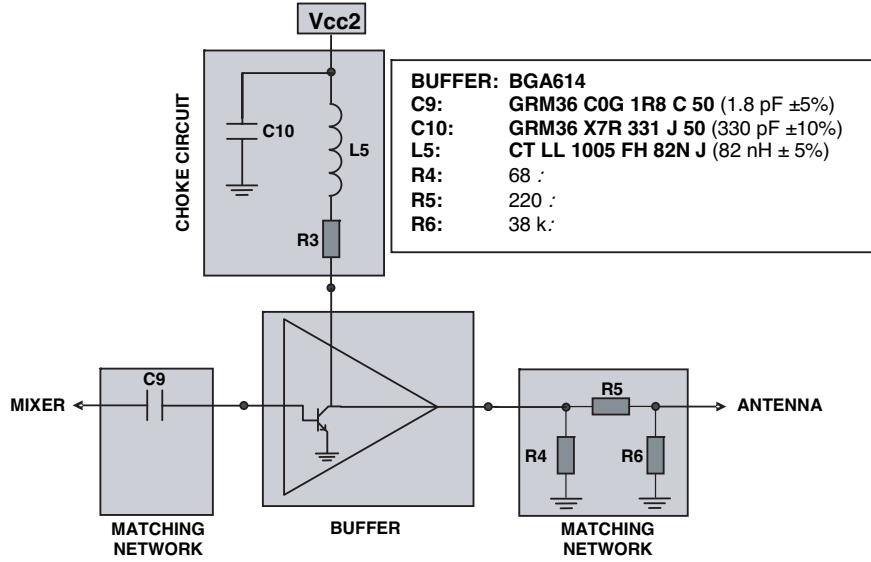 Vcc2
CHOKE CIRCUIT
C10
L5
R3
BUFFER: BGA614
C9: GRM36 C0G 1R8 C 50 (1.8 pF ±5%)
C10: GRM36 X7R 331 J 50 (330 pF ±10%)
L5: CT LL 1005 FH 82N J (82 nH ± 5%)
R4: 68 :
R5: 220 :
R6: 38 k:
MIXER
C9
R5
ANTENNA
R4
R6
MATCHING
NETWORK
BUFFER
MATCHING
NETWORK